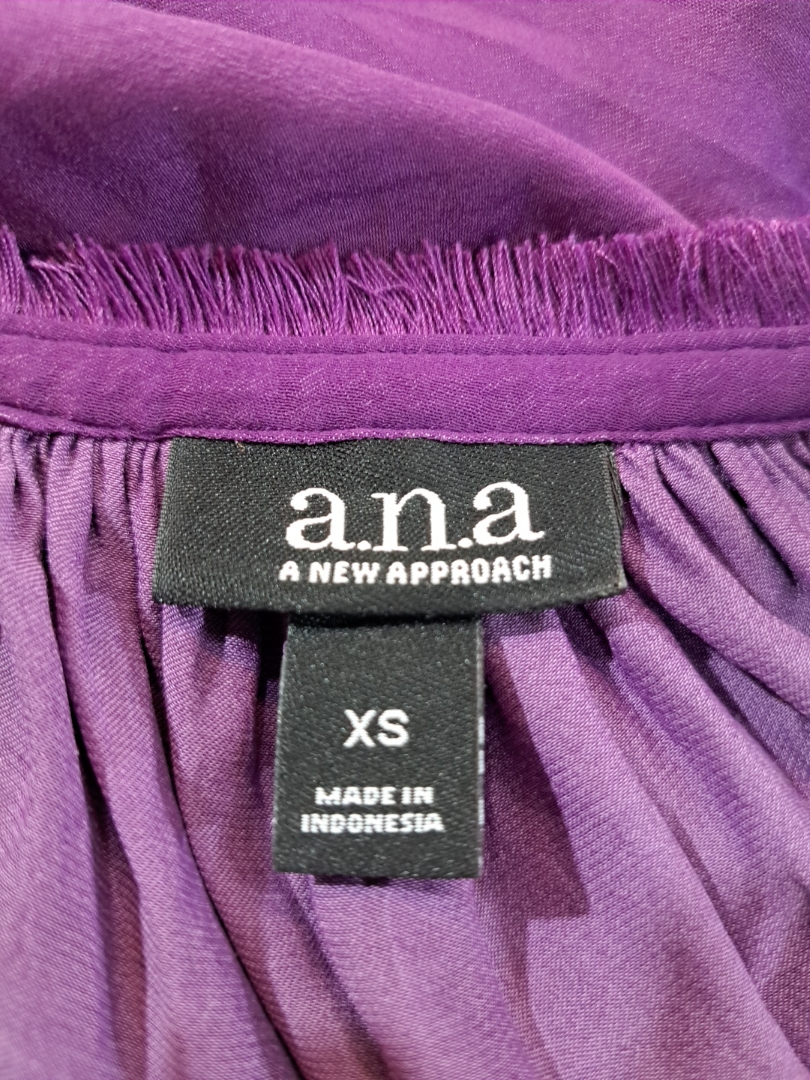 a.n.a
A NEW APPROACH
XS
MADE IN
INDONESIA